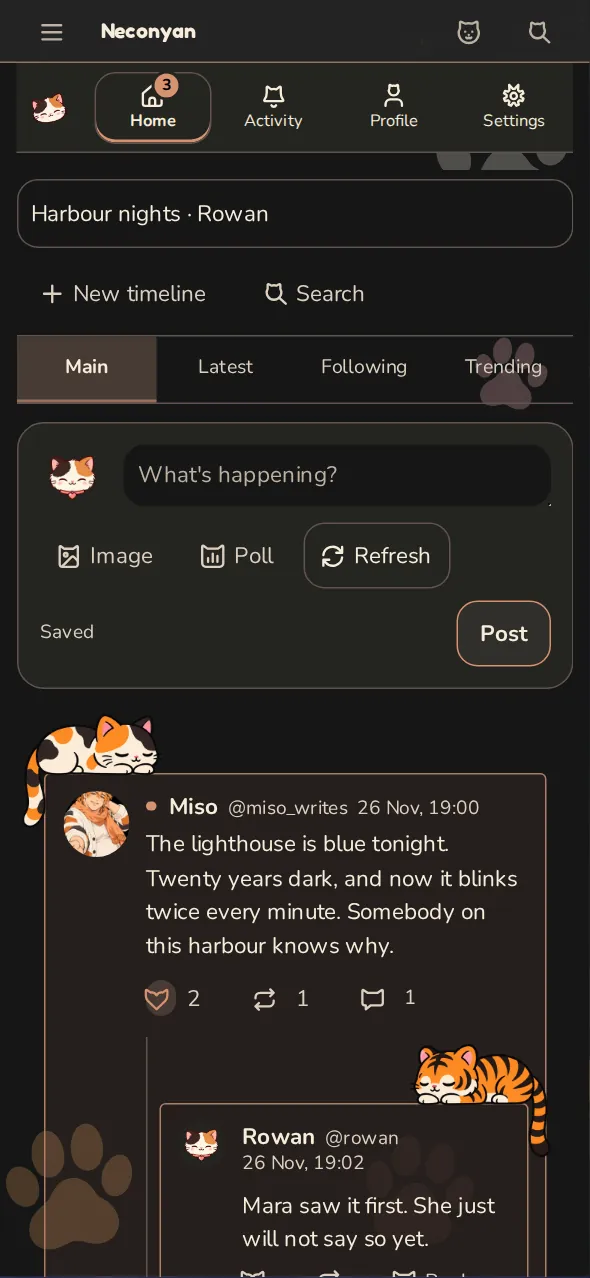 Neconyan
3
Home
Activity
Profile
Settings
Harbour nights · Rowan
New timeline
Search
Main
Latest
Following
Trending
What's happening?
Image
Poll
Refresh
Saved
Post
Miso @miso_writes 26 Nov, 19:00
The lighthouse is blue tonight.
Twenty years dark, and now it blinks
twice every minute. Somebody on
this harbour knows why.
2
1
1
Rowan @rowan
26 Nov, 19:02
Mara saw it first. She just
will not say so yet.